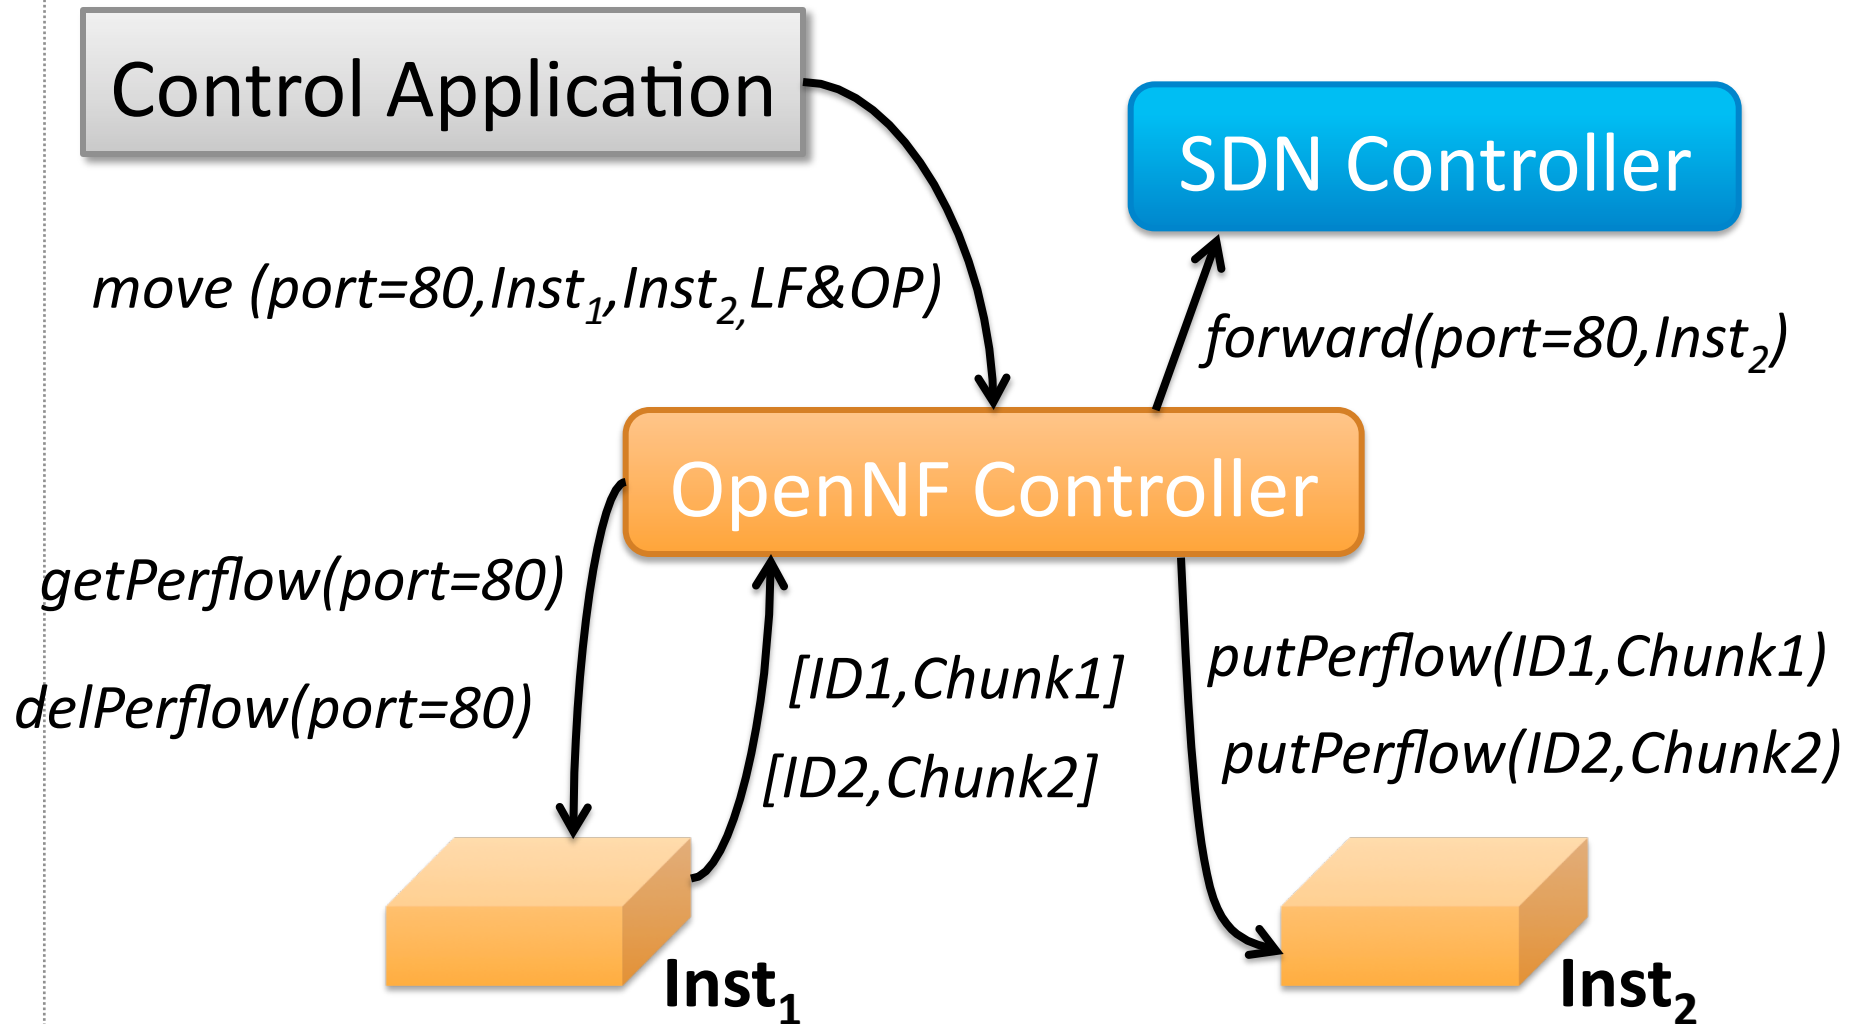 Control Application
SDN Controller
move (port=80,Inst₁,Inst₂,LF&OP)
forward(port=80,Inst₂)
OpenNF Controller
getPerflow(port=80)
delPerflow(port=80)
[ID1,Chunk1]
[ID2,Chunk2]
putPerflow(ID1,Chunk1)
putPerflow(ID2,Chunk2)
Inst₁
Inst₂